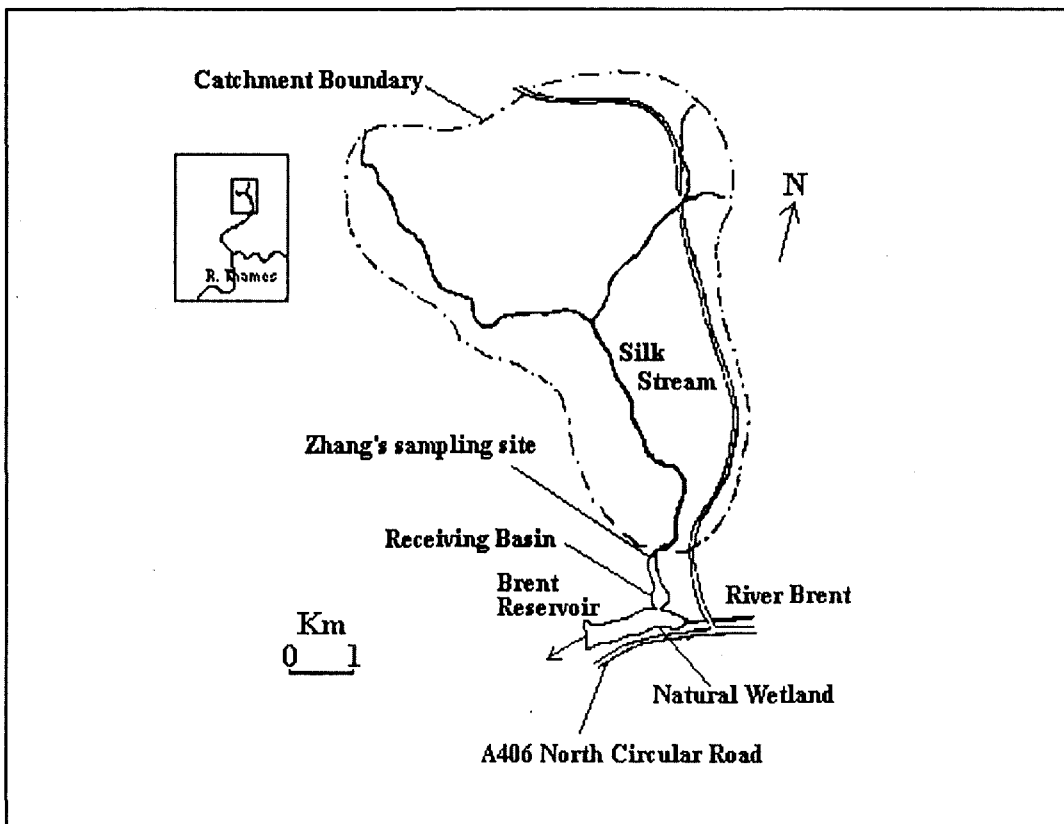 Catchment Boundary
N
R. Thames
Silk
Stream
Zhang's sampling site
Receiving Basin
Brent
Reservoir
River Brent
Km
0 1
Natural Wetland
A406 North Circular Road